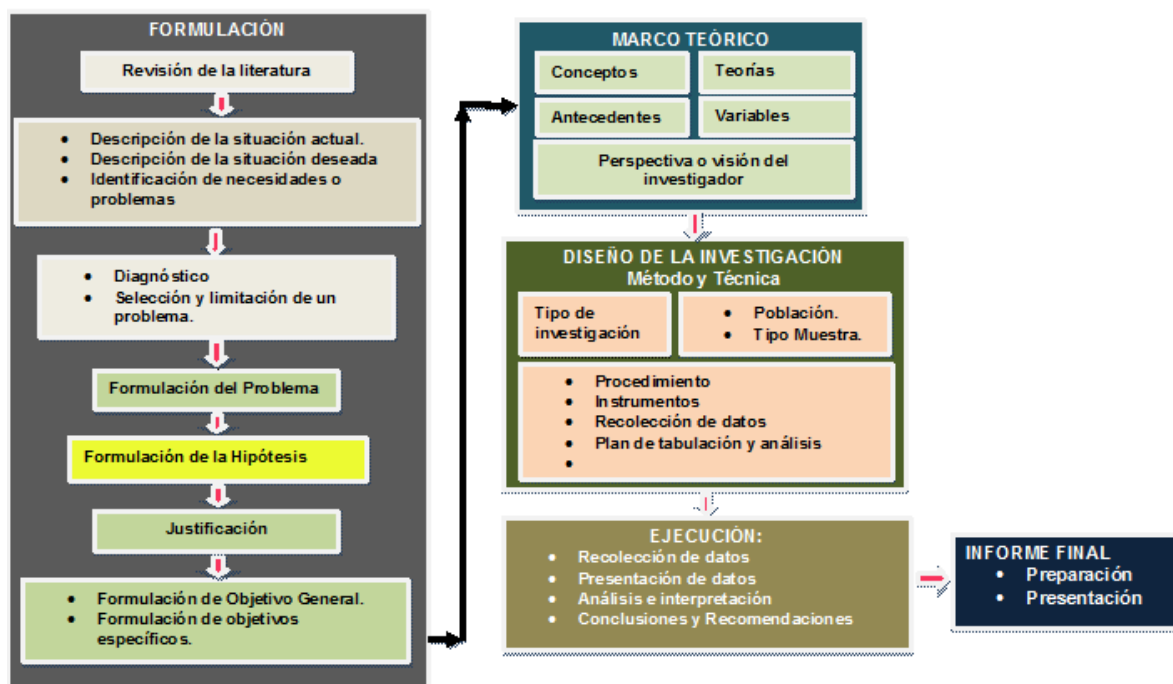 FORMULACIÓN
Revisión de la literatura
• Descripción de la situación actual.
• Descripción de la situación deseada
• Identificación de necesidades o
problemas
• Diagnóstico
• Selección y limitación de un
problema.
Formulación del Problema
Formulación de la Hipótesis
Justificación
• Formulación de Objetivo General.
• Formulación de objetivos
específicos.
MARCO TEÒRICO
Conceptos
Teorías
Antecedentes
Variables
Perspectiva o visión del
investigador
DISEÑO DE LA INVESTIGACIÓN
Método y Técnica
Tipo de
investigación
• Población.
• Tipo Muestra.
• Procedimiento
• Instrumentos
• Recolección de datos
• Plan de tabulación y análisis
•
EJECUCIÓN:
• Recolección de datos
• Presentación de datos
• Análisis e interpretación
• Conclusiones y Recomendaciones
INFORME FINAL
• Preparación
• Presentación